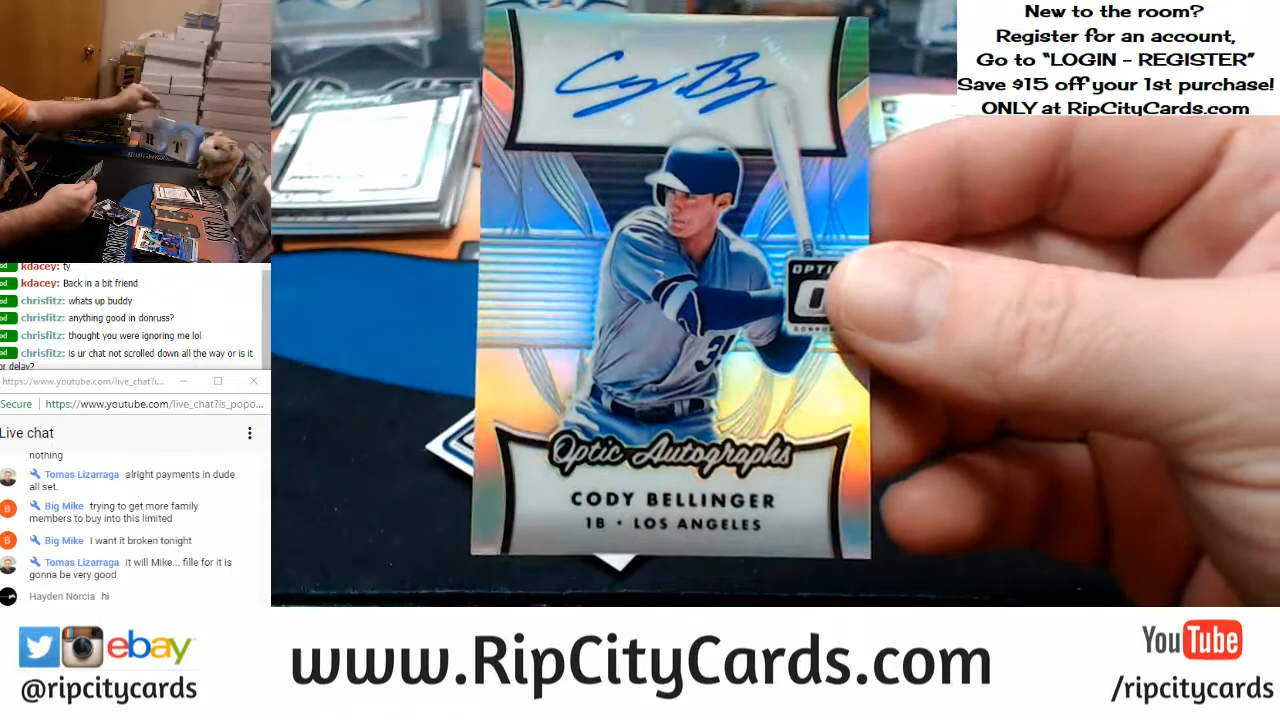 New to the room?
Register for an account,
Go to “LOGIN - REGISTER”
Save $15 off your 1st purchase!
ONLY at RipCityCards.com
R
T
kdacey: ty
kdacey: Back in a bit friend
chrisfitz: whats up buddy
chrisfitz: anything good in donruss?
chrisfitz: thought you were ignoring me lol
chrisfitz: is ur chat not scrolled down all the way or is it
or delay?
https://www.youtube.com/live_chat?i...
Secure | https://www.youtube.com/live_chat?is_popo...
Live chat
nothing
Tomas Lizarraga alright payments in dude
all set.
B Big Mike trying to get more family
members to buy into this limited
B Big Mike I want it broken tonight
Tomas Lizarraga it will Mike... fille for it is
gonna be very good
Hayden Norcia hi
Optic Autographs
CODY BELLINGER
1B • LOS ANGELES
ebay
@ripcitycards
www.RipCityCards.com
YouTube
/ripcitycards